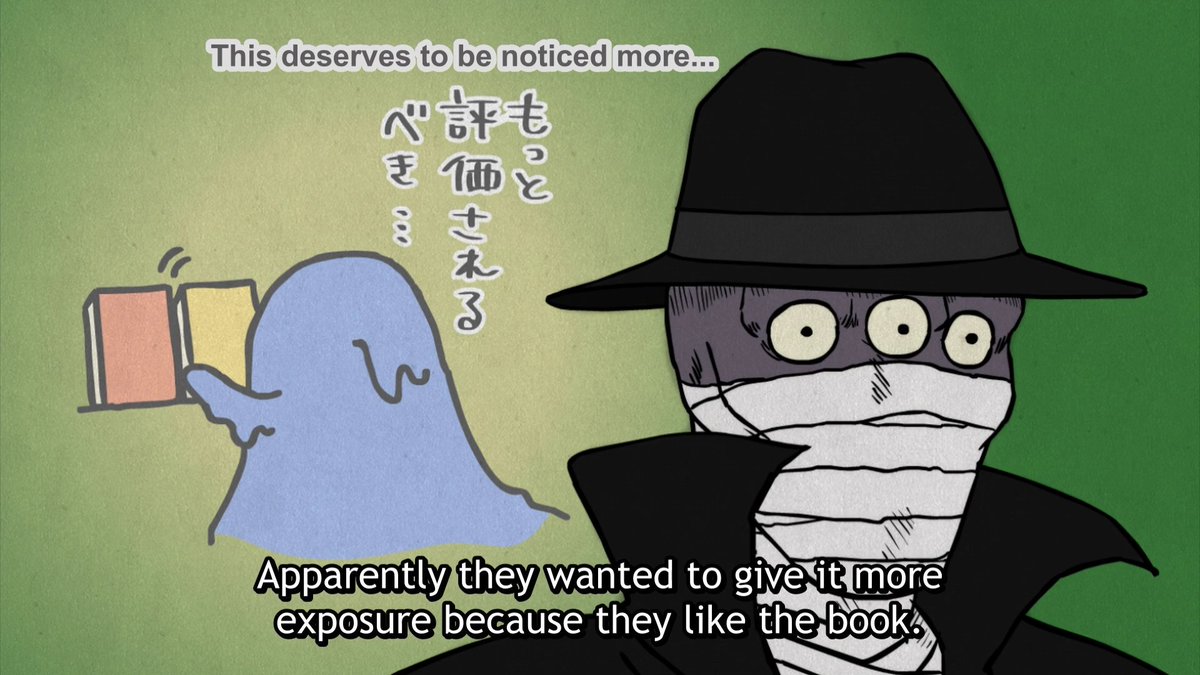 This deserves to be noticed more...
もっと
評価される
べき…
Apparently they wanted to give it more
exposure because they like the book.